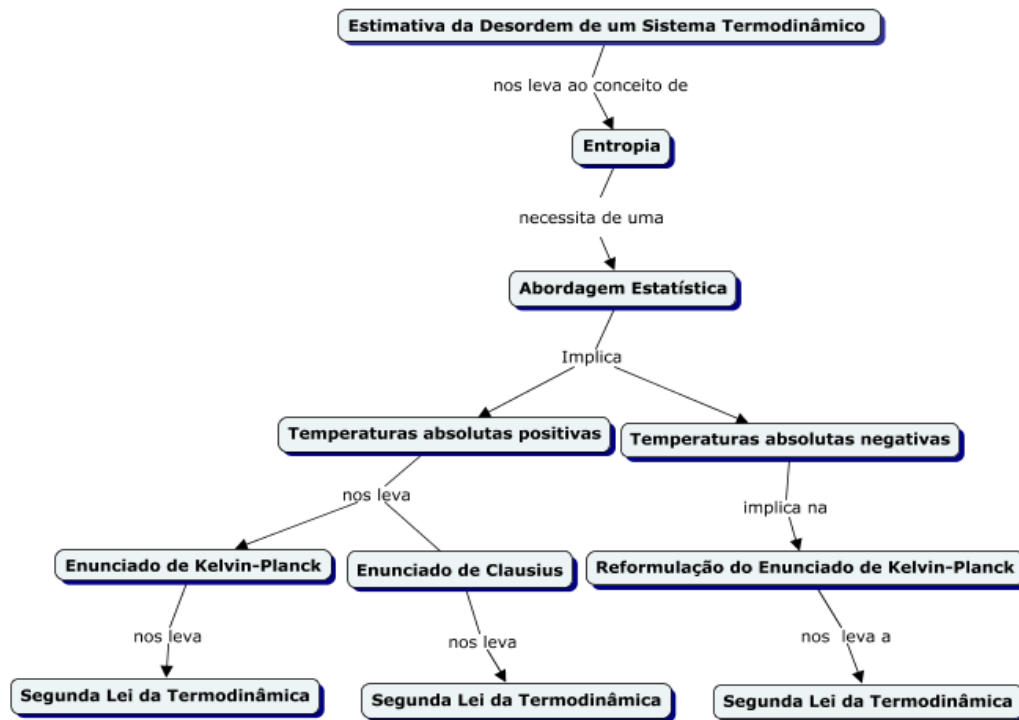 Estimativa da Desordem de um Sistema Termodinâmico
nos leva ao conceito de
Entropia
necessita de uma
Abordagem Estatística
Implica
Temperaturas absolutas positivas
Temperaturas absolutas negativas
nos leva
implica na
Enunciado de Kelvin-Planck
Enunciado de Clausius
Reformulação do Enunciado de Kelvin-Planck
nos leva
nos leva
nos leva a
Segunda Lei da Termodinâmica
Segunda Lei da Termodinâmica
Segunda Lei da Termodinâmica